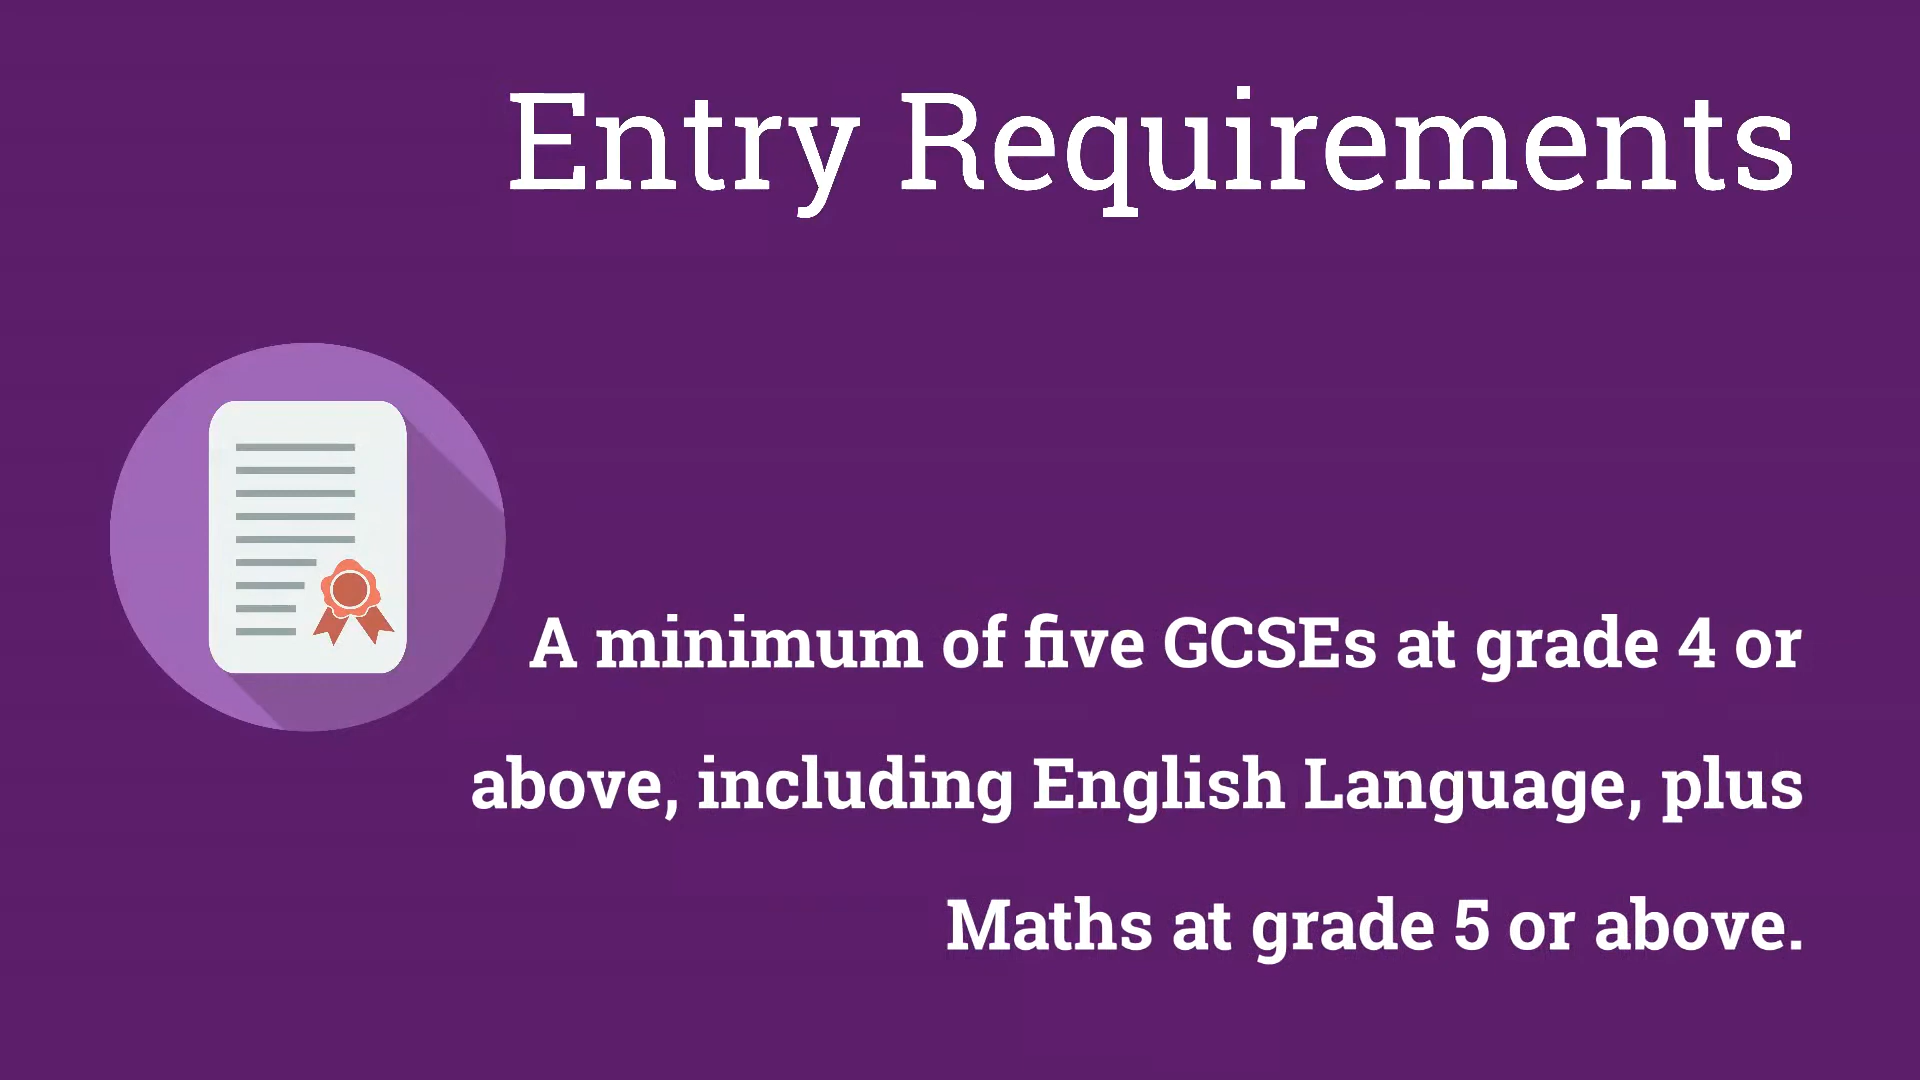 Entry Requirements
A minimum of five GCSEs at grade 4 or
above, including English Language, plus
Maths at grade 5 or above.